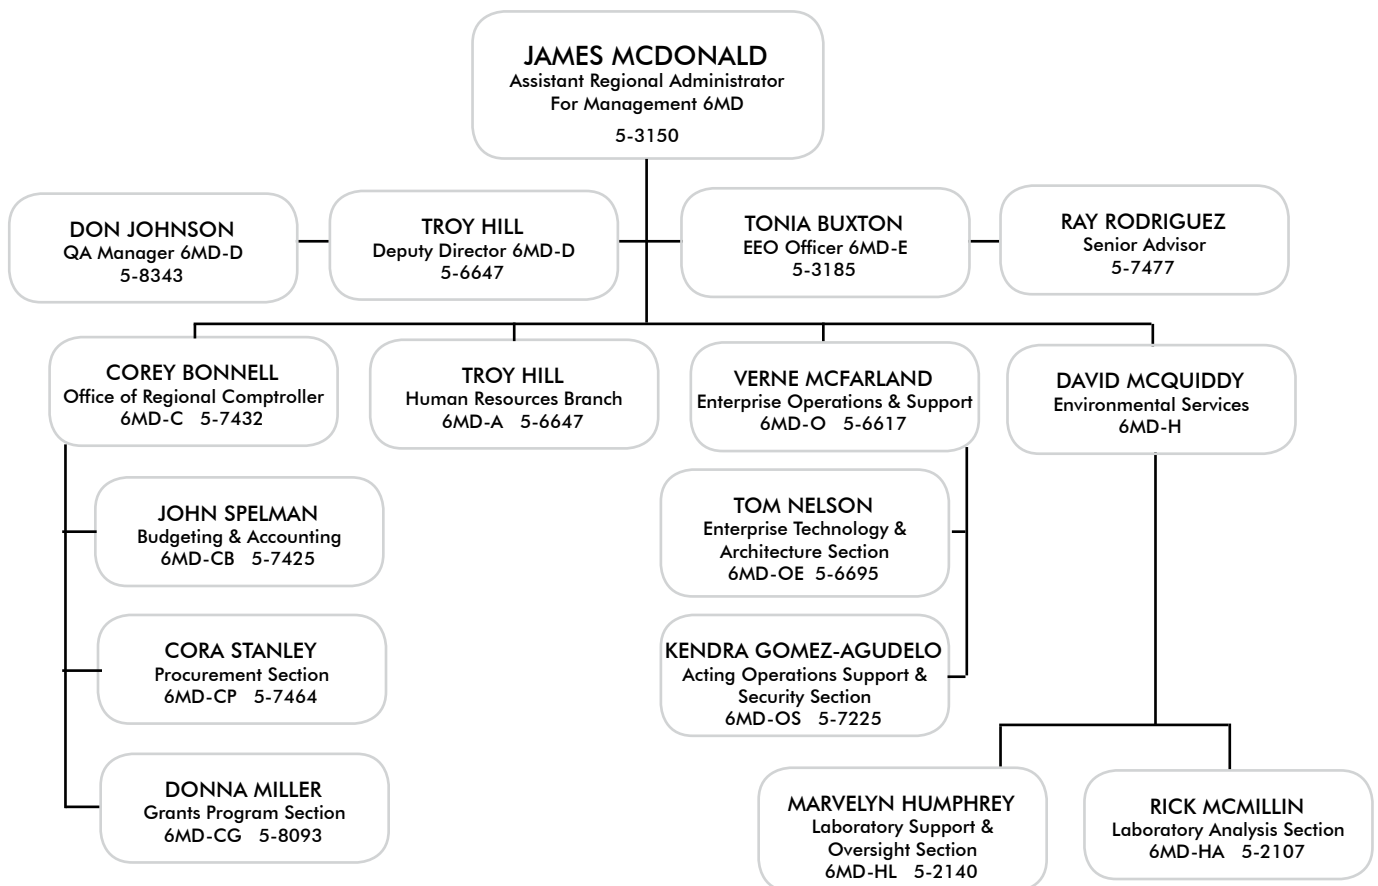 JAMES MCDONALD
Assistant Regional Administrator
For Management 6MD
5-3150
DON JOHNSON
QA Manager 6MD-D
5-8343
TROY HILL
Deputy Director 6MD-D
5-6647
TONIA BUXTON
EEO Officer 6MD-E
5-3185
RAY RODRIGUEZ
Senior Advisor
5-7477
COREY BONNELL
Office of Regional Comptroller
6MD-C 5-7432
TROY HILL
Human Resources Branch
6MD-A 5-6647
VERNE MCFARLAND
Enterprise Operations & Support
6MD-O 5-6617
DAVID MCQUIDDY
Environmental Services
6MD-H
JOHN SPELMAN
Budgeting & Accounting
6MD-CB 5-7425
CORA STANLEY
Procurement Section
6MD-CP 5-7464
DONNA MILLER
Grants Program Section
6MD-CG 5-8093
TOM NELSON
Enterprise Technology &
Architecture Section
6MD-OE 5-6695
KENDRA GOMEZ-AGUDELO
Acting Operations Support &
Security Section
6MD-OS 5-7225
MARVELYN HUMPHREY
Laboratory Support &
Oversight Section
6MD-HL 5-2140
RICK MCMILLIN
Laboratory Analysis Section
6MD-HA 5-2107